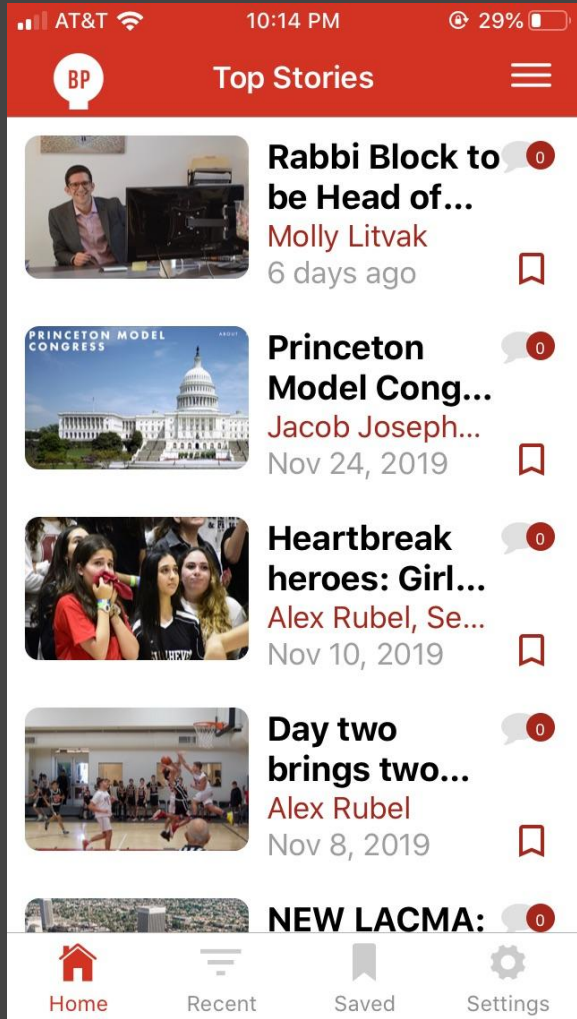 AT&T
10:14 PM
29%
BP
Top Stories
Rabbi Block to
be Head of...
Molly Litvak
6 days ago
0
PRINCETON MODEL
CONGRESS
ABOUT
Princeton
Model Cong...
Jacob Joseph...
Nov 24, 2019
0
Heartbreak
heroes: Girl...
Alex Rubel, Se...
Nov 10, 2019
0
Day two
brings two...
Alex Rubel
Nov 8, 2019
0
NEW LACMA:
0
Home
Recent
Saved
Settings